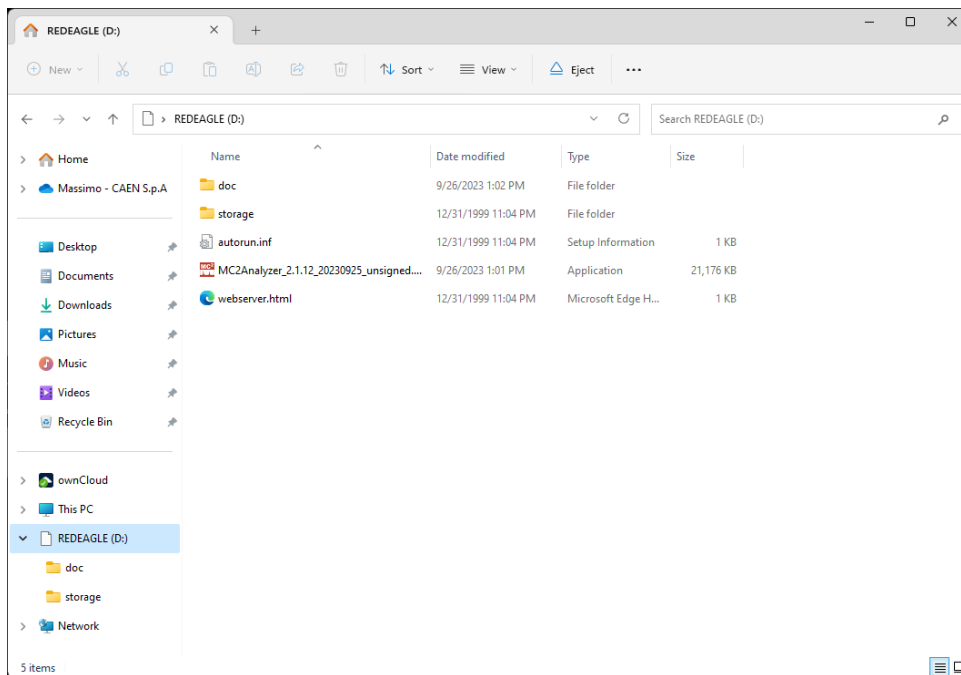 REDEAGLE (D:)
New Sort View Eject
REDEAGLE (D:) Search REDEAGLE (D:)
Home
Massimo - CAEN S.p.A
Desktop
Documents
Downloads
Pictures
Music
Videos
Recycle Bin
ownCloud
This PC
REDEAGLE (D:)
doc
storage
Network
Name Date modified Type Size
doc 9/26/2023 1:02 PM File folder
storage 12/31/1999 11:04 PM File folder
autorun.inf 12/31/1999 11:04 PM Setup Information 1 KB
MC2Analyzer_2.1.12_20230925_unsigned.... 9/26/2023 1:01 PM Application 21,176 KB
webserver.html 12/31/1999 11:04 PM Microsoft Edge H... 1 KB
5 items